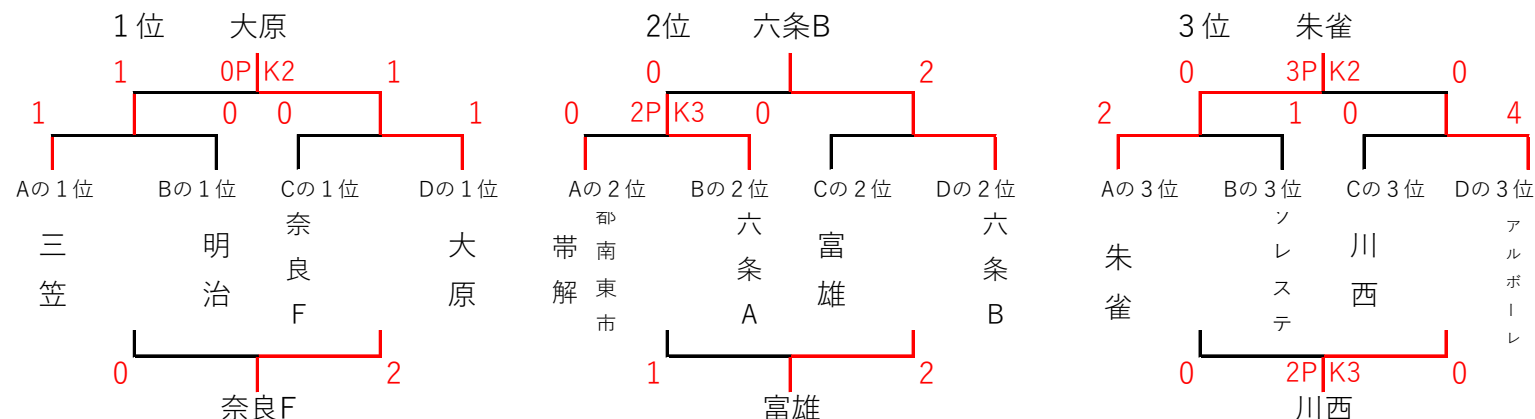 １位 大原
1 0P K2 1
1 0 0 1
Aの１位 Bの１位 Cの１位 Dの１位
三笠
明治
奈良F
大原
0 2
奈良F
2位 六条B
0 2
0 2P K3 0
Aの２位 Bの２位 Cの２位 Dの２位
帯解
都南東市
六条A
富雄
六条B
1 2
富雄
３位 朱雀
0 3P K2 0
2 1 0 4
Aの３位 Bの３位 Cの３位 Dの３位
朱雀
ソレステ
川西
アルボーレ
0 2P K3 0
川西